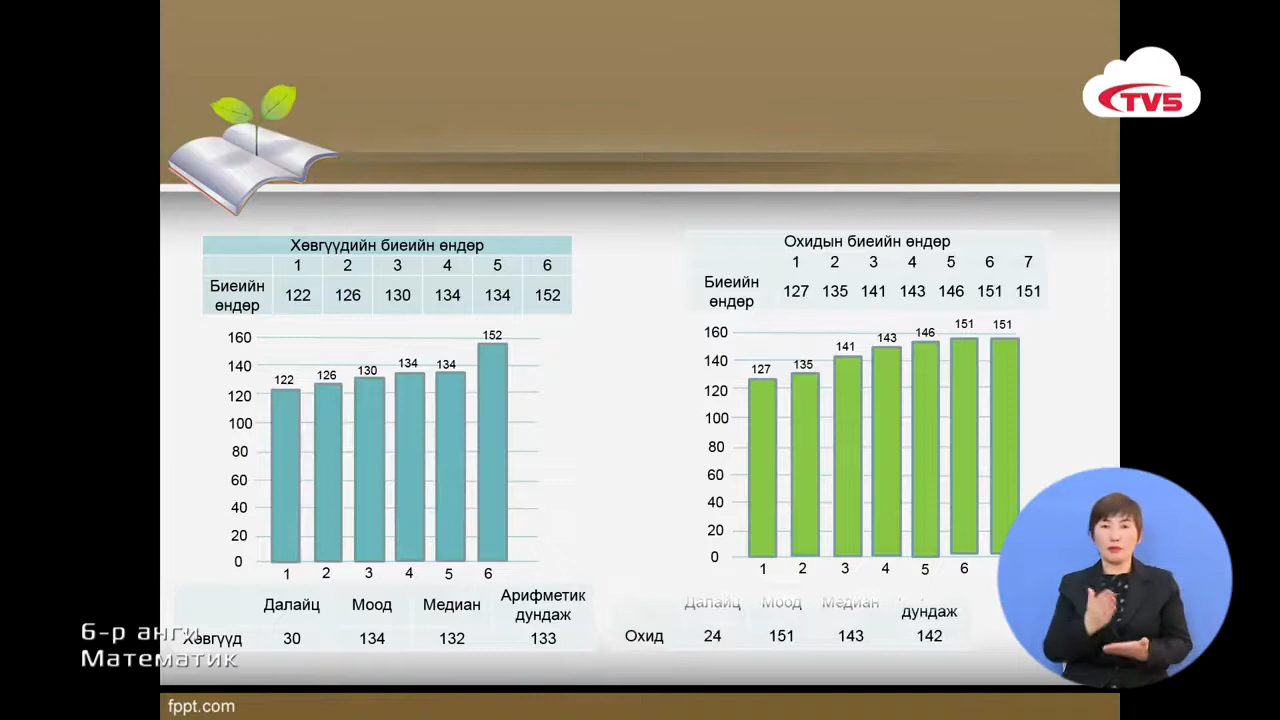 TV5
Хөвгүүдийн биеийн өндөр
1 2 3 4 5 6
Биеийн өндөр 122 126 130 134 134 152
160
140
120
100
80
60
40
20
0
122 126 130 134 134 152
1 2 3 4 5 6
Далайц Моод Медиан Арифметик дундаж
Хөвгүүд 30 134 132 133
Охидын биеийн өндөр
1 2 3 4 5 6 7
Биеийн өндөр 127 135 141 143 146 151 151
160
140
120
100
80
60
40
20
0
127 135 141 143 146 151 151
1 2 3 4 5 6
Далайц Моод Медиан дундаж
Охид 24 151 143 142
6-р анги
Математик
fppt.com